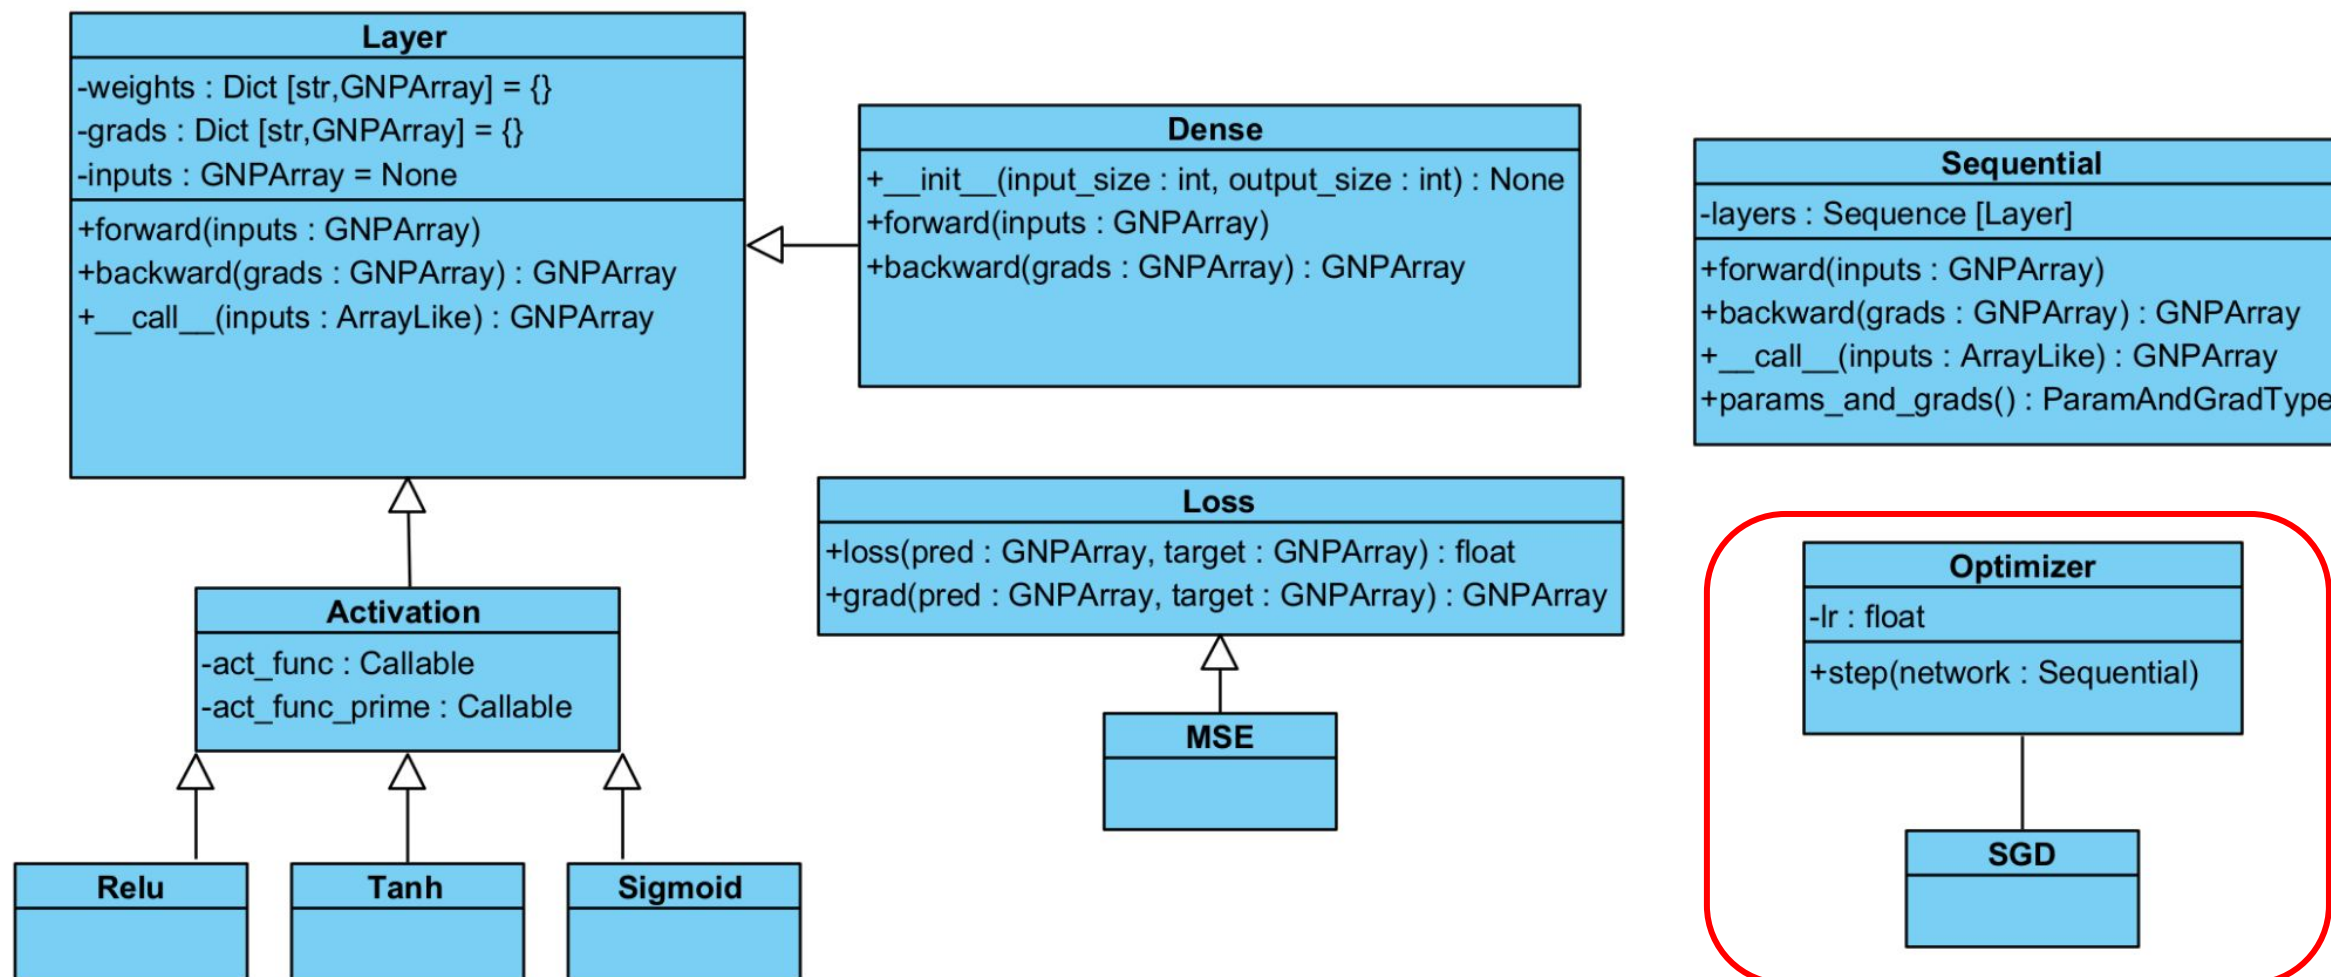 Layer
-weights : Dict [str,GNPArray] = {}
-grads : Dict [str,GNPArray] = {}
-inputs : GNPArray = None
+forward(inputs : GNPArray)
+backward(grads : GNPArray) : GNPArray
+__call__(inputs : ArrayLike) : GNPArray
Dense
+__init__(input_size : int, output_size : int) : None
+forward(inputs : GNPArray)
+backward(grads : GNPArray) : GNPArray
Sequential
-layers : Sequence [Layer]
+forward(inputs : GNPArray)
+backward(grads : GNPArray) : GNPArray
+__call__(inputs : ArrayLike) : GNPArray
+params_and_grads() : ParamAndGradType
Loss
+loss(pred : GNPArray, target : GNPArray) : float
+grad(pred : GNPArray, target : GNPArray) : GNPArray
Optimizer
-lr : float
+step(network : Sequential)
Activation
-act_func : Callable
-act_func_prime : Callable
MSE
SGD
Relu
Tanh
Sigmoid